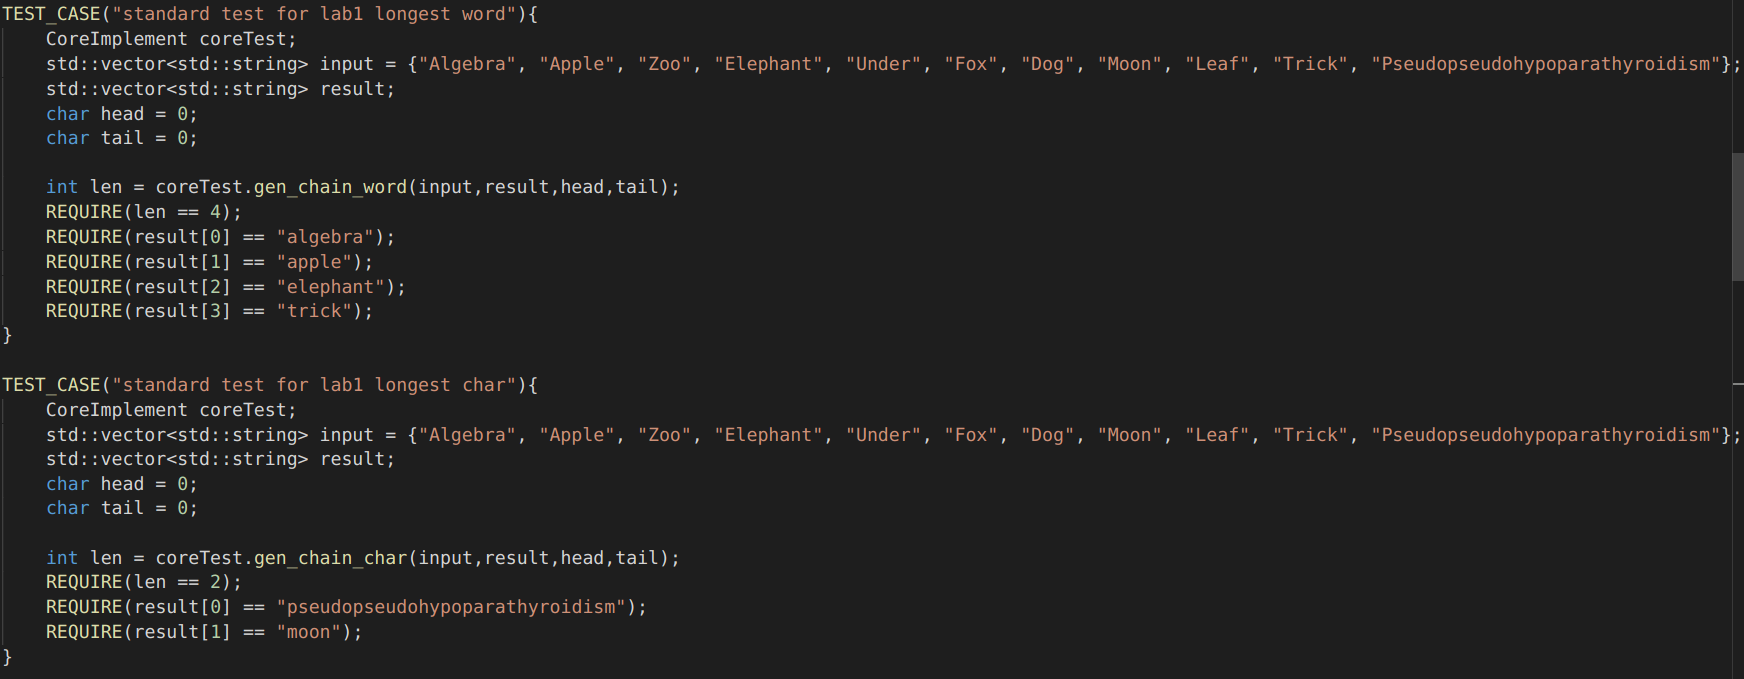 TEST_CASE("standard test for lab1 longest word"){
    CoreImplement coreTest;
    std::vector<std::string> input = {"Algebra", "Apple", "Zoo", "Elephant", "Under", "Fox", "Dog", "Moon", "Leaf", "Trick", "Pseudopseudohypoparathyroidism"};
    std::vector<std::string> result;
    char head = 0;
    char tail = 0;

    int len = coreTest.gen_chain_word(input,result,head,tail);
    REQUIRE(len == 4);
    REQUIRE(result[0] == "algebra");
    REQUIRE(result[1] == "apple");
    REQUIRE(result[2] == "elephant");
    REQUIRE(result[3] == "trick");
}

TEST_CASE("standard test for lab1 longest char"){
    CoreImplement coreTest;
    std::vector<std::string> input = {"Algebra", "Apple", "Zoo", "Elephant", "Under", "Fox", "Dog", "Moon", "Leaf", "Trick", "Pseudopseudohypoparathyroidism"};
    std::vector<std::string> result;
    char head = 0;
    char tail = 0;

    int len = coreTest.gen_chain_char(input,result,head,tail);
    REQUIRE(len == 2);
    REQUIRE(result[0] == "pseudopseudohypoparathyroidism");
    REQUIRE(result[1] == "moon");
}